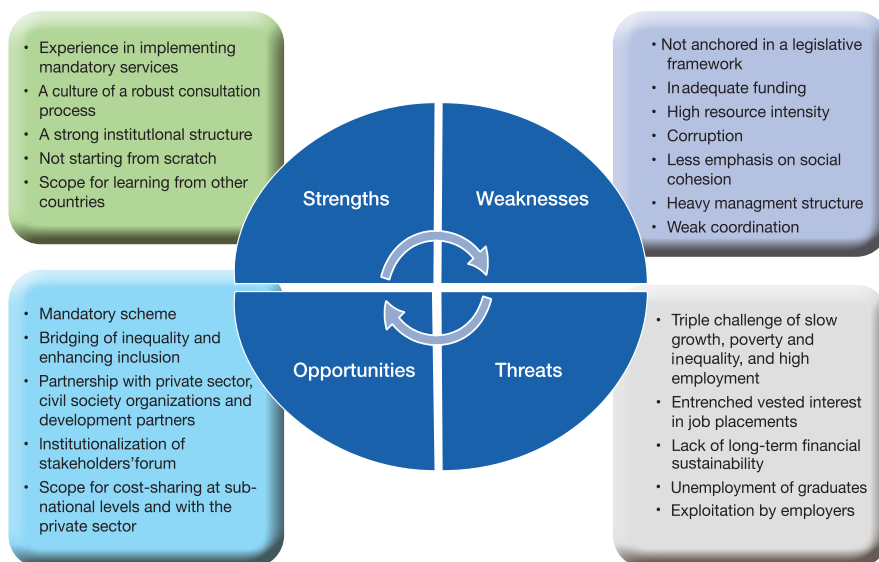 • Experience in implementing
mandatory services
• A culture of a robust consultation
process
• A strong institutlonal structure
• Not starting from scratch
• Scope for learning from other
countries
• Not anchored in a legislative
framework
• Inadequate funding
• High resource intensity
• Corruption
• Less emphasis on social
cohesion
• Heavy managment structure
• Weak coordination
Strengths
Weaknesses
Opportunities
Threats
• Mandatory scheme
• Bridging of inequality and
enhancing inclusion
• Partnership with private sector,
civil society organizations and
development partners
• Institutionalization of
stakeholders'forum
• Scope for cost-sharing at sub-
national levels and with the
private sector
• Triple challenge of slow
growth, poverty and
inequality, and high
employment
• Entrenched vested interest
in job placements
• Lack of long-term financial
sustainability
• Unemployment of graduates
• Exploitation by employers